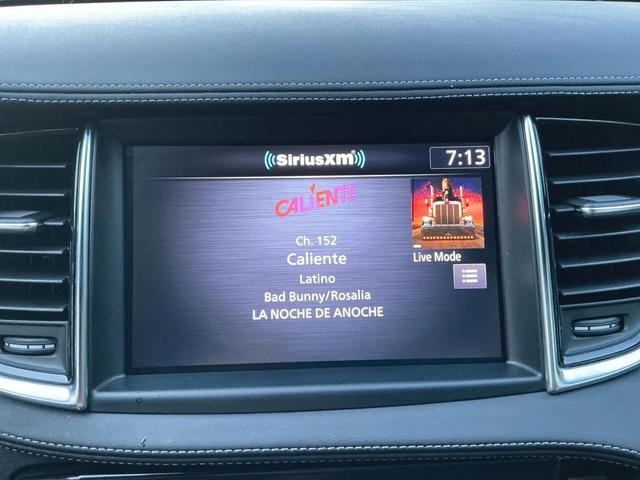 SiriusXM
7:13
CALIENTE
Ch. 152
Caliente
Latino
Bad Bunny/Rosalia
LA NOCHE DE ANOCHE
Live Mode